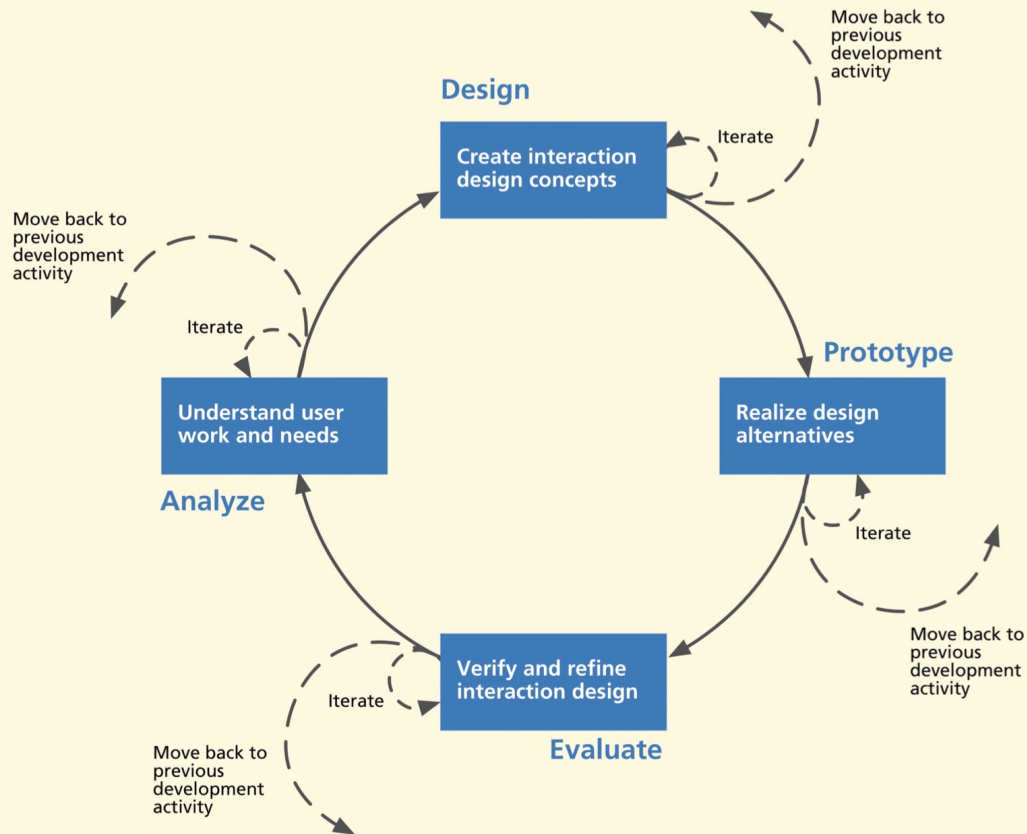 Move back to
previous
development
activity
Design
Iterate
Create interaction
design concepts
Move back to
previous
development
activity
Iterate
Prototype
Understand user
work and needs
Realize design
alternatives
Analyze
Iterate
Move back to
previous
development
activity
Verify and refine
interaction design
Iterate
Evaluate
Move back to
previous
development
activity